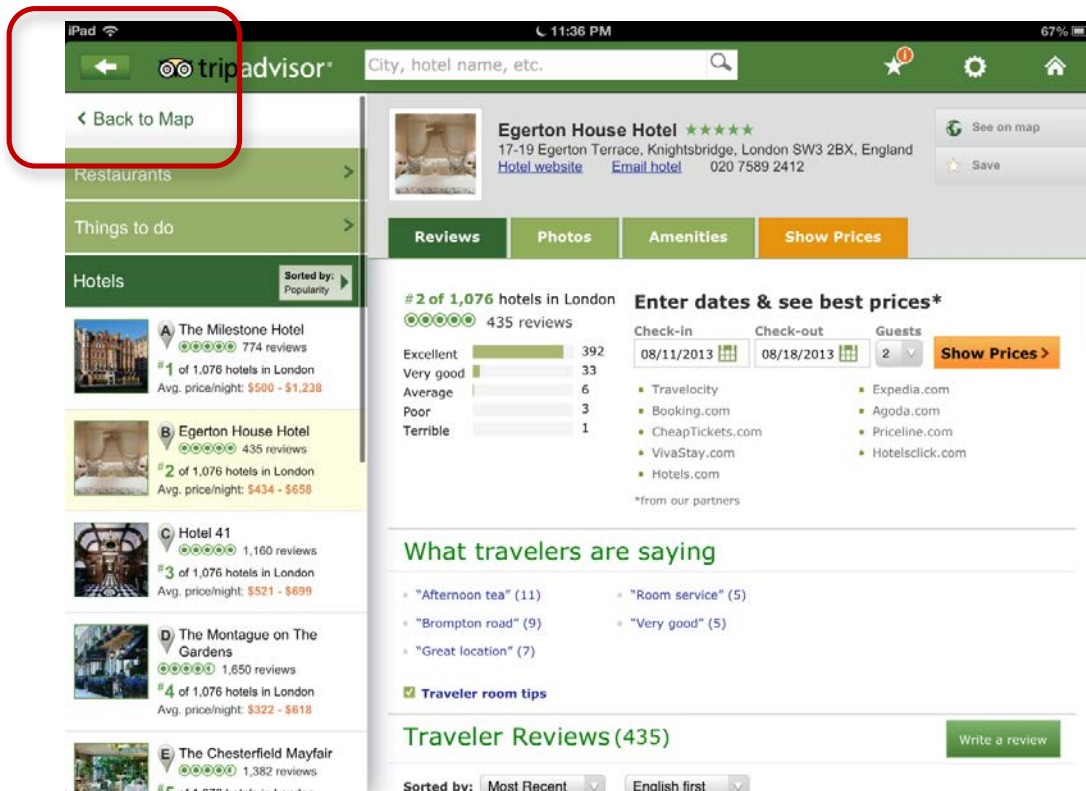 iPad 11:36 PM 67%
tripadvisor
City, hotel name, etc.
< Back to Map
Restaurants >
Things to do >
Hotels
Sorted by:
Popularity
A The Milestone Hotel
774 reviews
#1 of 1,076 hotels in London
Avg. price/night: $500 - $1,238
B Egerton House Hotel
435 reviews
#2 of 1,076 hotels in London
Avg. price/night: $434 - $658
C Hotel 41
1,160 reviews
#3 of 1,076 hotels in London
Avg. price/night: $521 - $699
D The Montague on The
Gardens
1,650 reviews
#4 of 1,076 hotels in London
Avg. price/night: $322 - $618
E The Chesterfield Mayfair
1,382 reviews
#5 of 1,076 hotels in London
Egerton House Hotel
17-19 Egerton Terrace, Knightsbridge, London SW3 2BX, England
Hotel website Email hotel 020 7589 2412
See on map
Save
Reviews Photos Amenities Show Prices
#2 of 1,076 hotels in London
435 reviews
Excellent 392
Very good 33
Average 6
Poor 3
Terrible 1
Enter dates & see best prices*
Check-in Check-out Guests
08/11/2013 08/18/2013 2 Show Prices >
Travelocity
Booking.com
CheapTickets.com
VivaStay.com
Hotels.com
Expedia.com
Agoda.com
Priceline.com
Hotelsclick.com
*from our partners
What travelers are saying
"Afternoon tea" (11)
"Brompton road" (9)
"Great location" (7)
"Room service" (5)
"Very good" (5)
Traveler room tips
Traveler Reviews (435)
Write a review
Sorted by: Most Recent English first